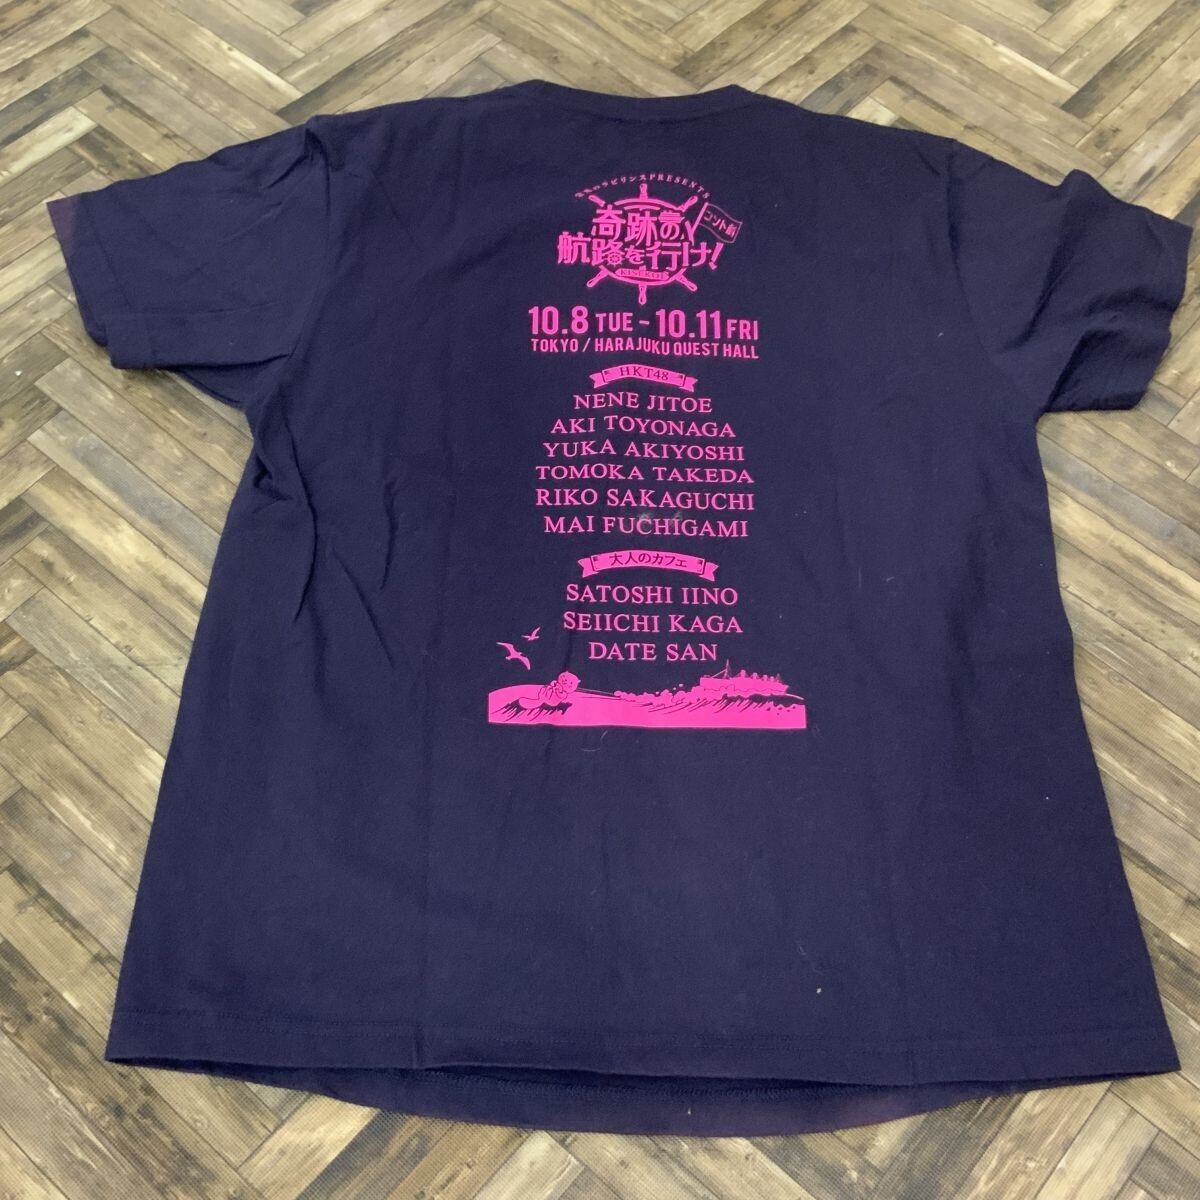 PRESENTS
コント劇
奇跡の
航路を行け!
10.8 TUE - 10.11 FRI
TOKYO / HARAJUKU QUEST HALL
HKT48
NENE JITOE
AKI TOYONAGA
YUKA AKIYOSHI
TOMOKA TAKEDA
RIKO SAKAGUCHI
MAI FUCHIGAMI
大人のカフェ
SATOSHI IINO
SEIICHI KAGA
DATE SAN